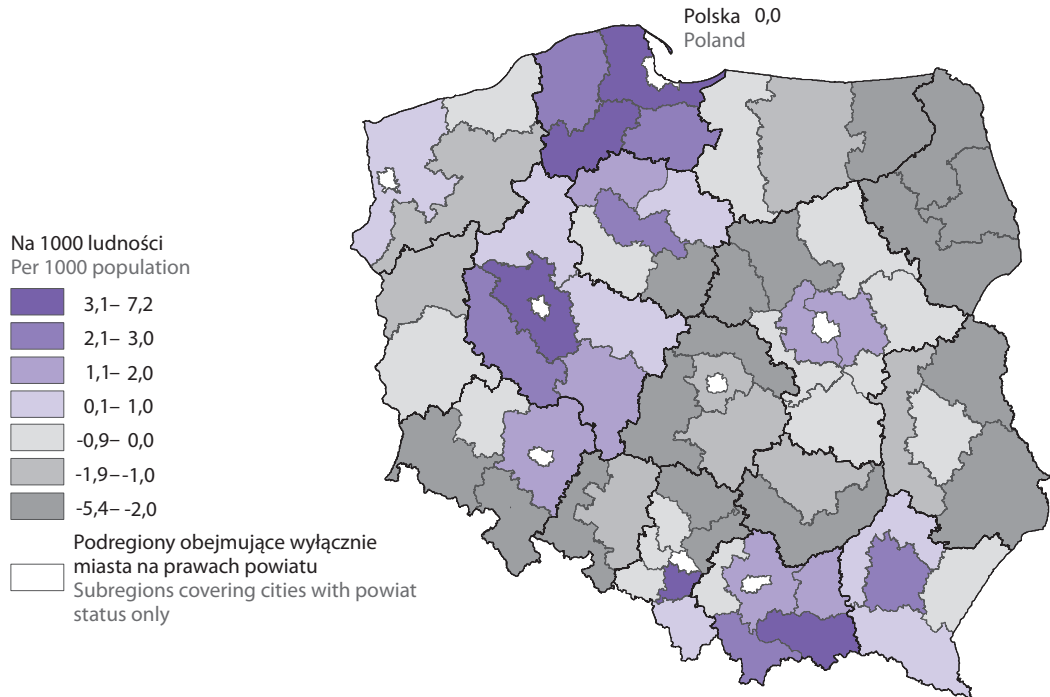 Polska 0,0
Poland
Na 1000 ludności
Per 1000 population
3,1– 7,2
2,1– 3,0
1,1– 2,0
0,1– 1,0
-0,9– 0,0
-1,9– -1,0
-5,4– -2,0
Podregiony obejmujące wyłącznie
miasta na prawach powiatu
Subregions covering cities with powiat
status only